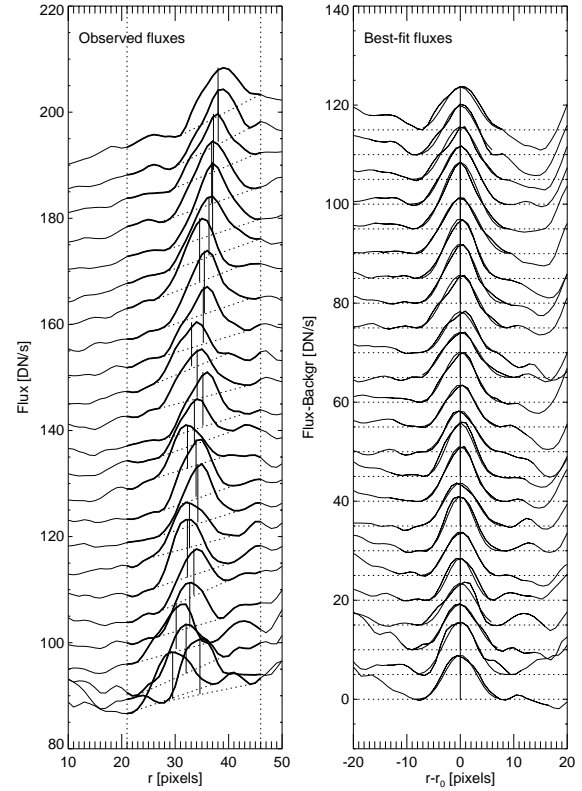 Observed fluxes
220
200
180
160
140
120
100
80
Flux [DN/s]
10 20 30 40 50
r [pixels]
Best-fit fluxes
140
120
100
80
60
40
20
0
Flux-Backgr [DN/s]
-20 -10 0 10 20
r-r0 [pixels]